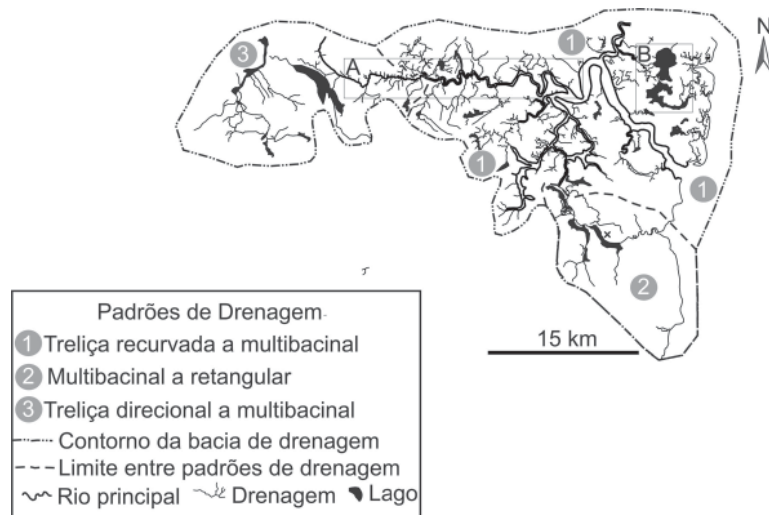 3
A
1
B
N
1
1
2
15 km
Padrões de Drenagem
1 Treliça recurvada a multibacinal
2 Multibacinal a retangular
3 Treliça direcional a multibacinal
Contorno da bacia de drenagem
Limite entre padrões de drenagem
Rio principal Drenagem Lago